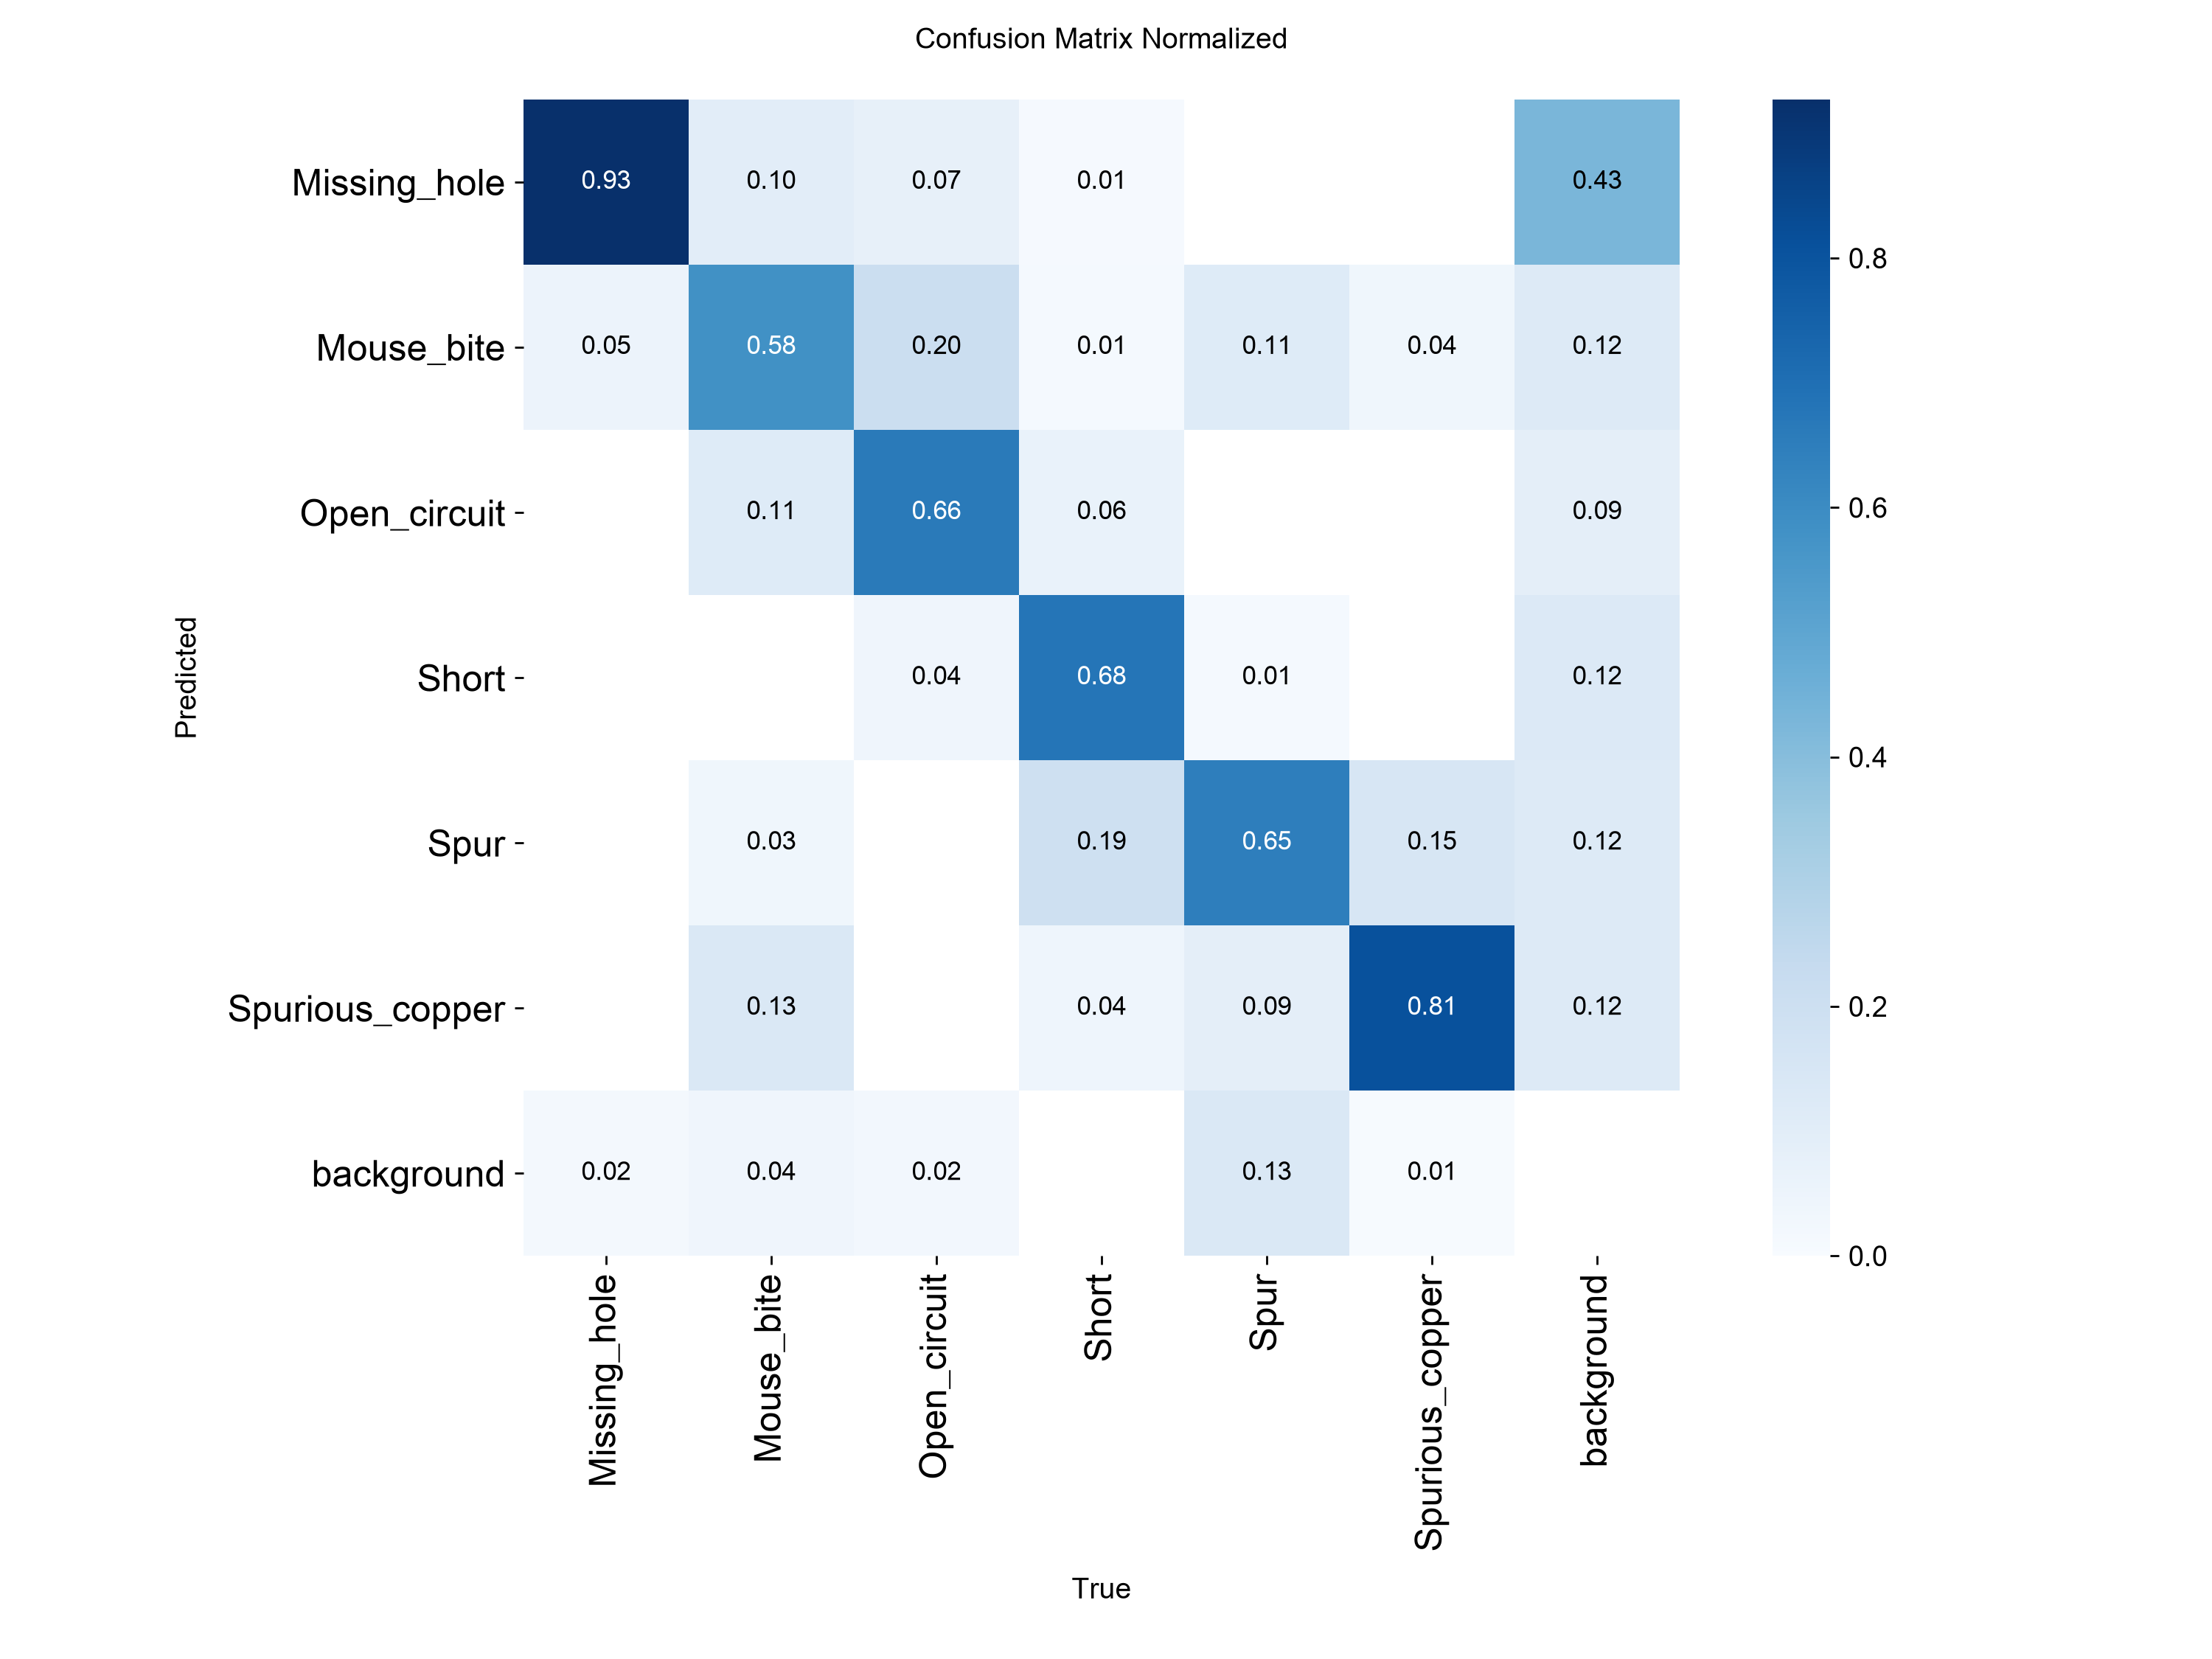 Confusion Matrix Normalized
Missing_hole 0.93 0.10 0.07 0.01 0.43
0.8
Mouse_bite 0.05 0.58 0.20 0.01 0.11 0.04 0.12
0.6
Open_circuit 0.11 0.66 0.06 0.09
Predicted
Short 0.04 0.68 0.01 0.12
0.4
Spur 0.03 0.19 0.65 0.15 0.12
Spurious_copper 0.13 0.04 0.09 0.81 0.12
0.2
background 0.02 0.04 0.02 0.13 0.01
0.0
Missing_hole
Mouse_bite
Open_circuit
Short
Spur
Spurious_copper
background
True